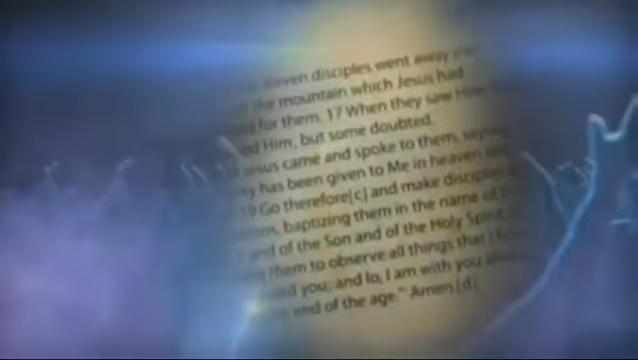 eleven disciples went away
the mountain which Jesus had
for them. 17 When they saw Him
Him, but some doubted.
Jesus came and spoke to them,
has been given to Me in heaven
19 Go therefore[c] and make disciples
baptizing them in the name of
and of the Son and of the Holy Spirit,
them to observe all things that I
you; and lo, I am with you
end of the age." Amen.[d]